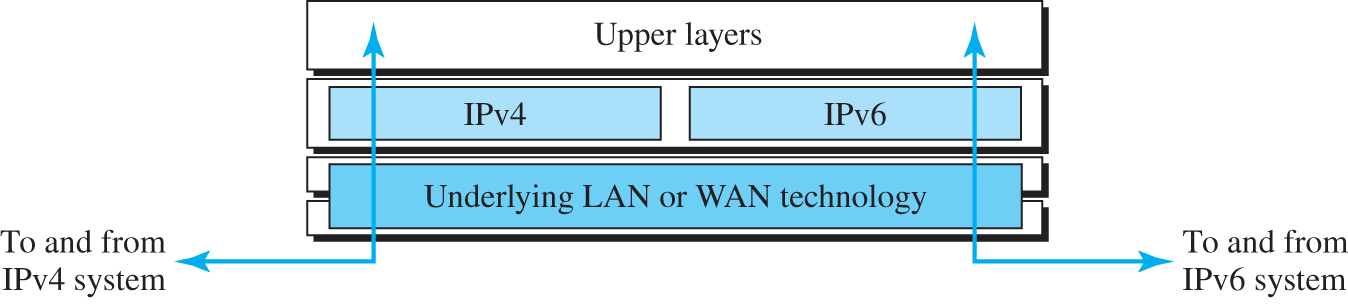 Upper layers
IPv4
IPv6
Underlying LAN or WAN technology
To and from
IPv4 system
To and from
IPv6 system